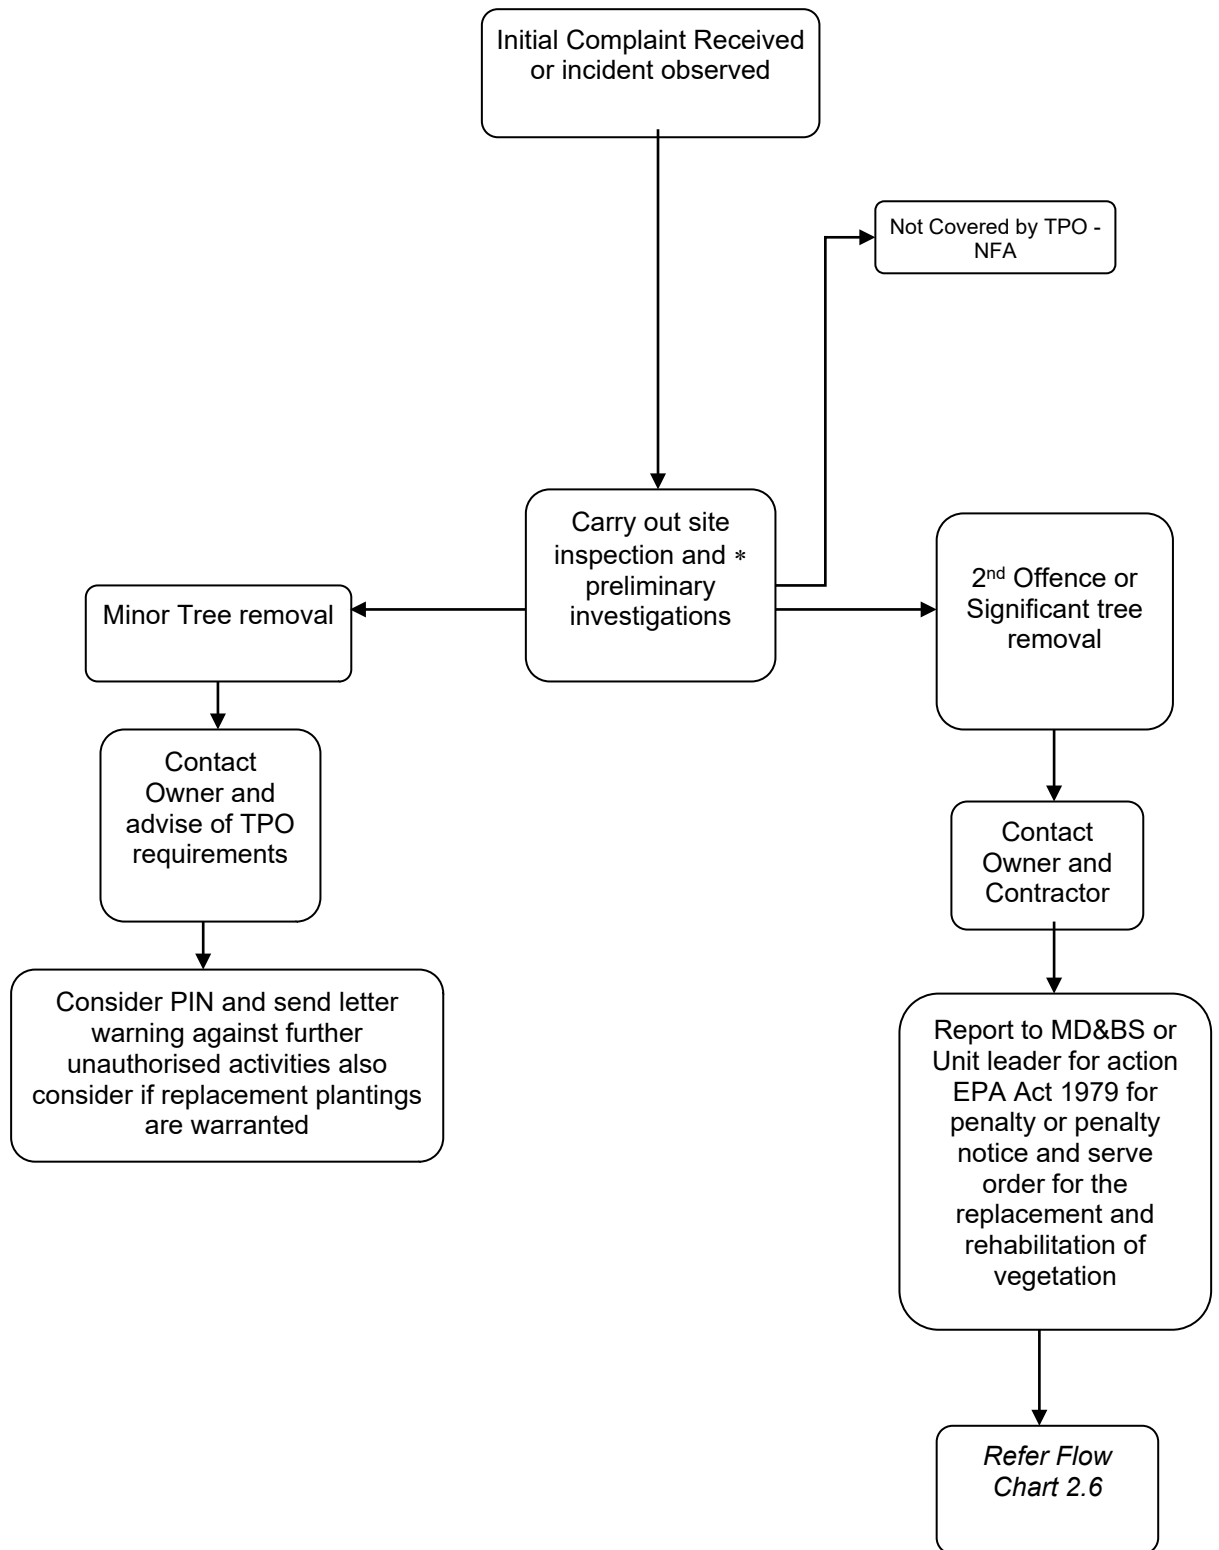 Initial Complaint Received
or incident observed
Not Covered by TPO -
NFA
Carry out site
inspection and *
preliminary
investigations
2nd Offence or
Significant tree
removal
Minor Tree removal
Contact
Owner and
advise of TPO
requirements
Contact
Owner and
Contractor
Consider PIN and send letter
warning against further
unauthorised activities also
consider if replacement plantings
are warranted
Report to MD&BS or
Unit leader for action
EPA Act 1979 for
penalty or penalty
notice and serve
order for the
replacement and
rehabilitation of
vegetation
Refer Flow
Chart 2.6